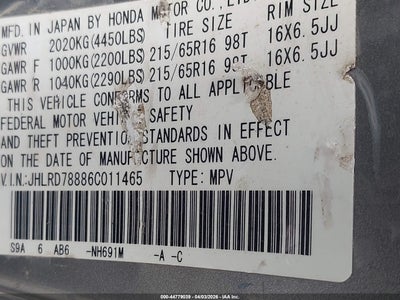 MFD. IN JAPAN BY HONDA MOTOR CO., LTD.
GVWR 2020KG(4450LBS) TIRE SIZE RIM SIZE
GAWR F 1000KG(2200LBS) 215/65R16 98T 16X6.5JJ
GAWR R 1040KG(2290LBS) 215/65R16 98T 16X6.5JJ
THIS VEHICLE CONFORMS TO ALL APPLICABLE
FEDERAL MOTOR VEHICLE SAFETY
AND THEFT PREVENTION STANDARDS IN EFFECT
ON THE DATE OF MANUFACTURE SHOWN ABOVE.
V.I.N.:JHLRD78886C011465 TYPE: MPV
S9A 6 AB6 -NH691M -A -C
000-44779039 - 04/03/2026 - IAA